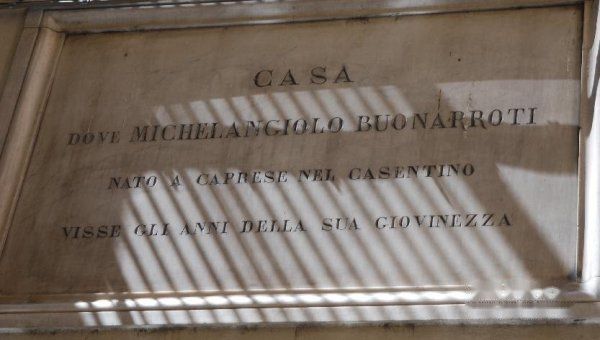 CASA
DOVE MICHELANGIOLO BUONARROTI
NATO A CAPRESE NEL CASENTINO
VISSE GLI ANNI DELLA SUA GIOVINEZZA